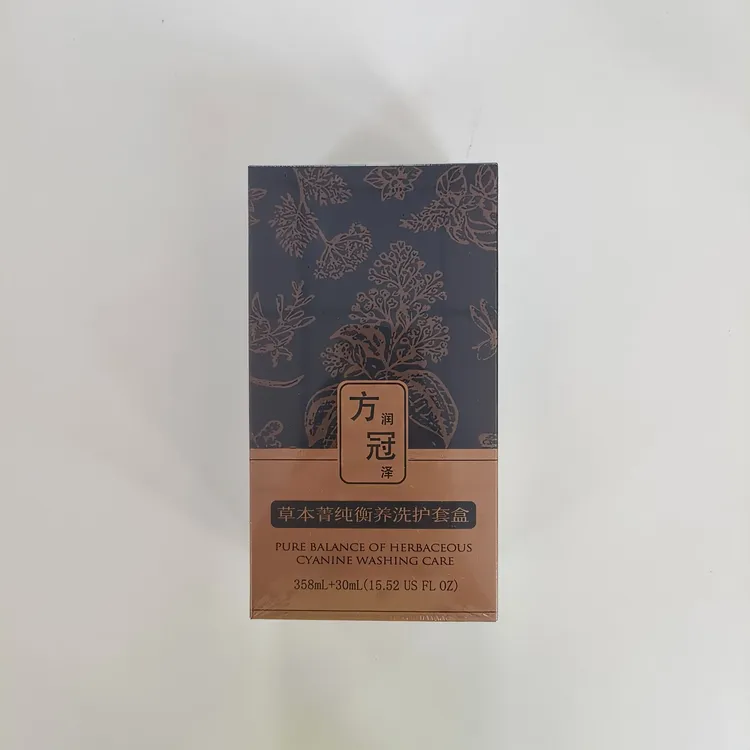 方润
冠泽
草本菁纯衡养洗护套盒
PURE BALANCE OF HERBACEOUS
CYANINE WASHING CARE
358mL+30mL(15.52 US FL OZ)